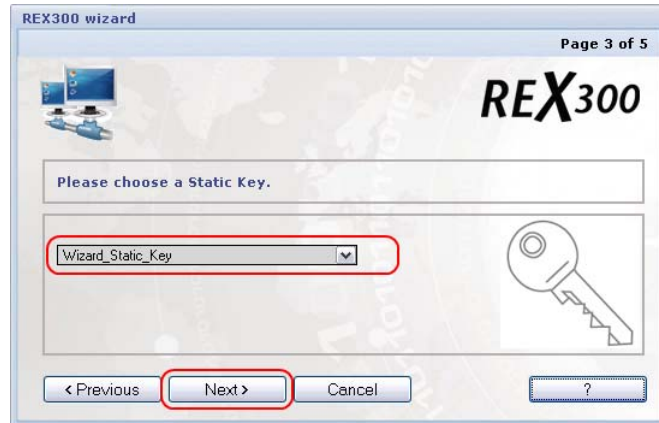 REX300 wizard
Page 3 of 5
REX300
Please choose a Static Key.
Wizard_Static_Key
< Previous Next > Cancel ?